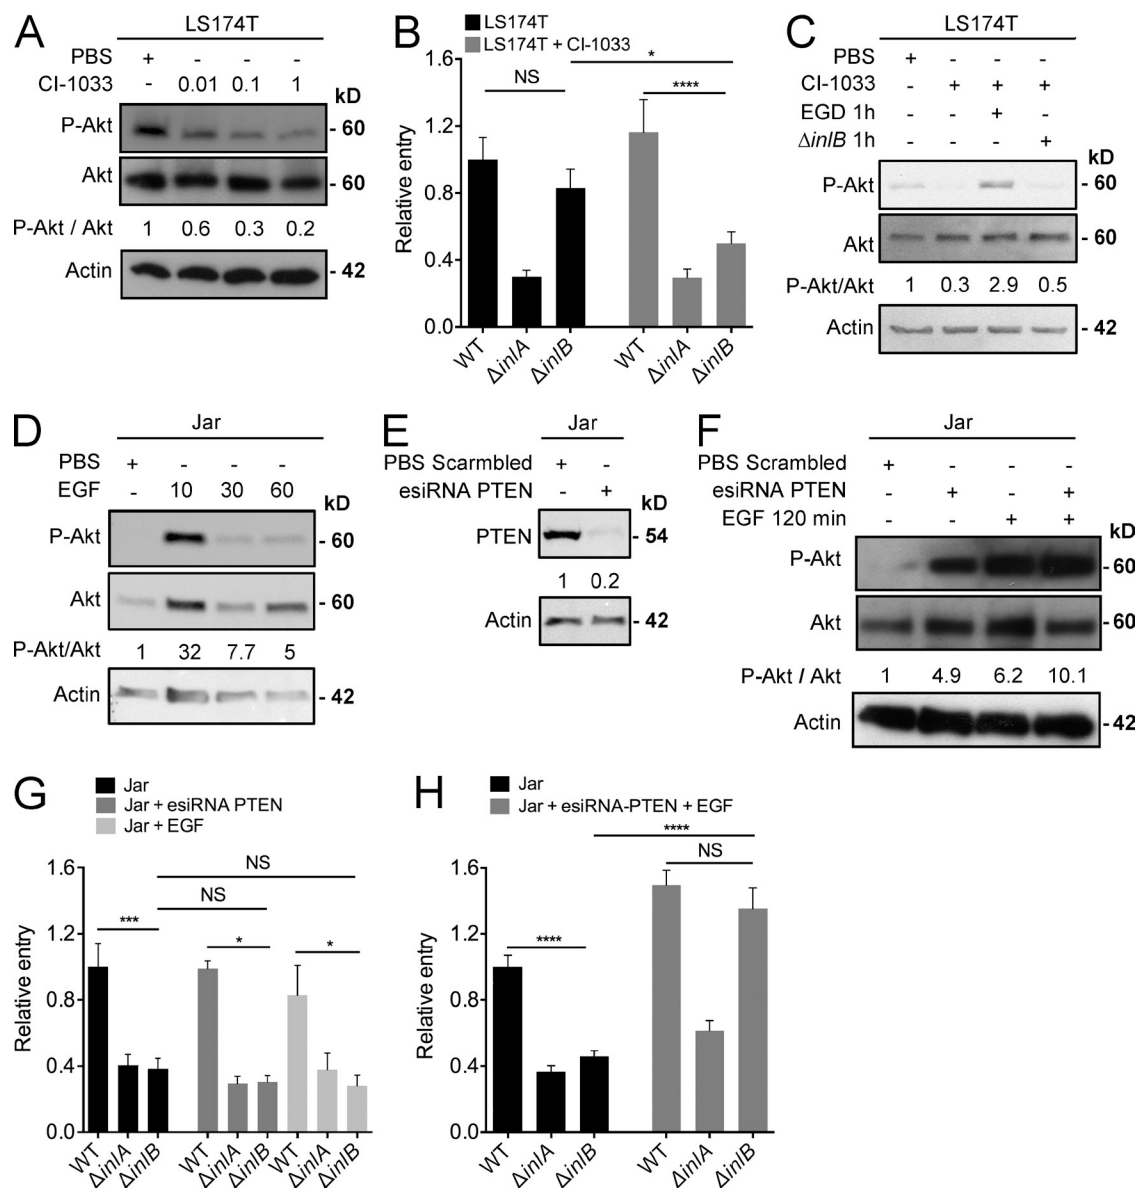 A
LS174T
PBS + - - -
CI-1033 - 0.01 0.1 1
kD
P-Akt - 60
Akt - 60
P-Akt / Akt 1 0.6 0.3 0.2
Actin - 42
B
LS174T
LS174T + CI-1033
Relative entry
1.6
1.2
0.8
0.4
0.0
NS
*
****
WT ΔinlA ΔinlB WT ΔinlA ΔinlB
C
LS174T
PBS + - - -
CI-1033 - + + +
EGD 1h - - + -
ΔinlB 1h - - - +
kD
P-Akt - 60
Akt - 60
P-Akt/Akt 1 0.3 2.9 0.5
Actin - 42
D
Jar
PBS + - - -
EGF - 10 30 60
kD
P-Akt - 60
Akt - 60
P-Akt/Akt 1 32 7.7 5
Actin - 42
E
Jar
PBS Scarmbled + -
esiRNA PTEN - +
kD
PTEN - 54
1 0.2
Actin - 42
F
Jar
PBS Scrambled + - - -
esiRNA PTEN - + - +
EGF 120 min - - + +
kD
P-Akt - 60
Akt - 60
P-Akt / Akt 1 4.9 6.2 10.1
Actin - 42
G
Jar
Jar + esiRNA PTEN
Jar + EGF
Relative entry
1.6
1.2
0.8
0.4
0.0
NS
NS
***
*
*
WT ΔinlA ΔinlB WT ΔinlA ΔinlB WT ΔinlA ΔinlB
H
Jar
Jar + esiRNA-PTEN + EGF
Relative entry
1.6
1.2
0.8
0.4
0.0
****
NS
****
WT ΔinlA ΔinlB WT ΔinlA ΔinlB